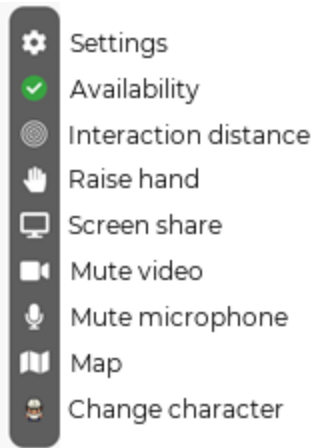 Settings
Availability
Interaction distance
Raise hand
Screen share
Mute video
Mute microphone
Map
Change character